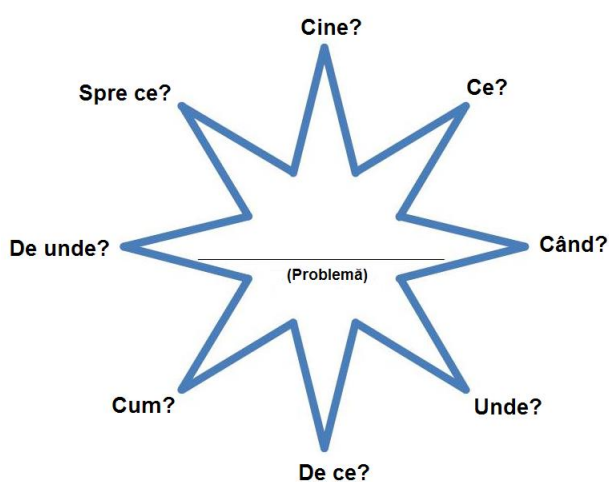 Cine?
Spre ce?
Ce?
De unde?
Când?
(Problemă)
Cum?
Unde?
De ce?